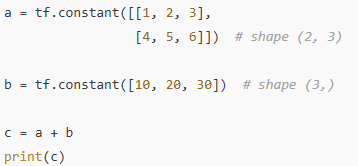 a = tf.constant([[1, 2, 3],
                 [4, 5, 6]])  # shape (2, 3)
b = tf.constant([10, 20, 30])  # shape (3,)
c = a + b
print(c)